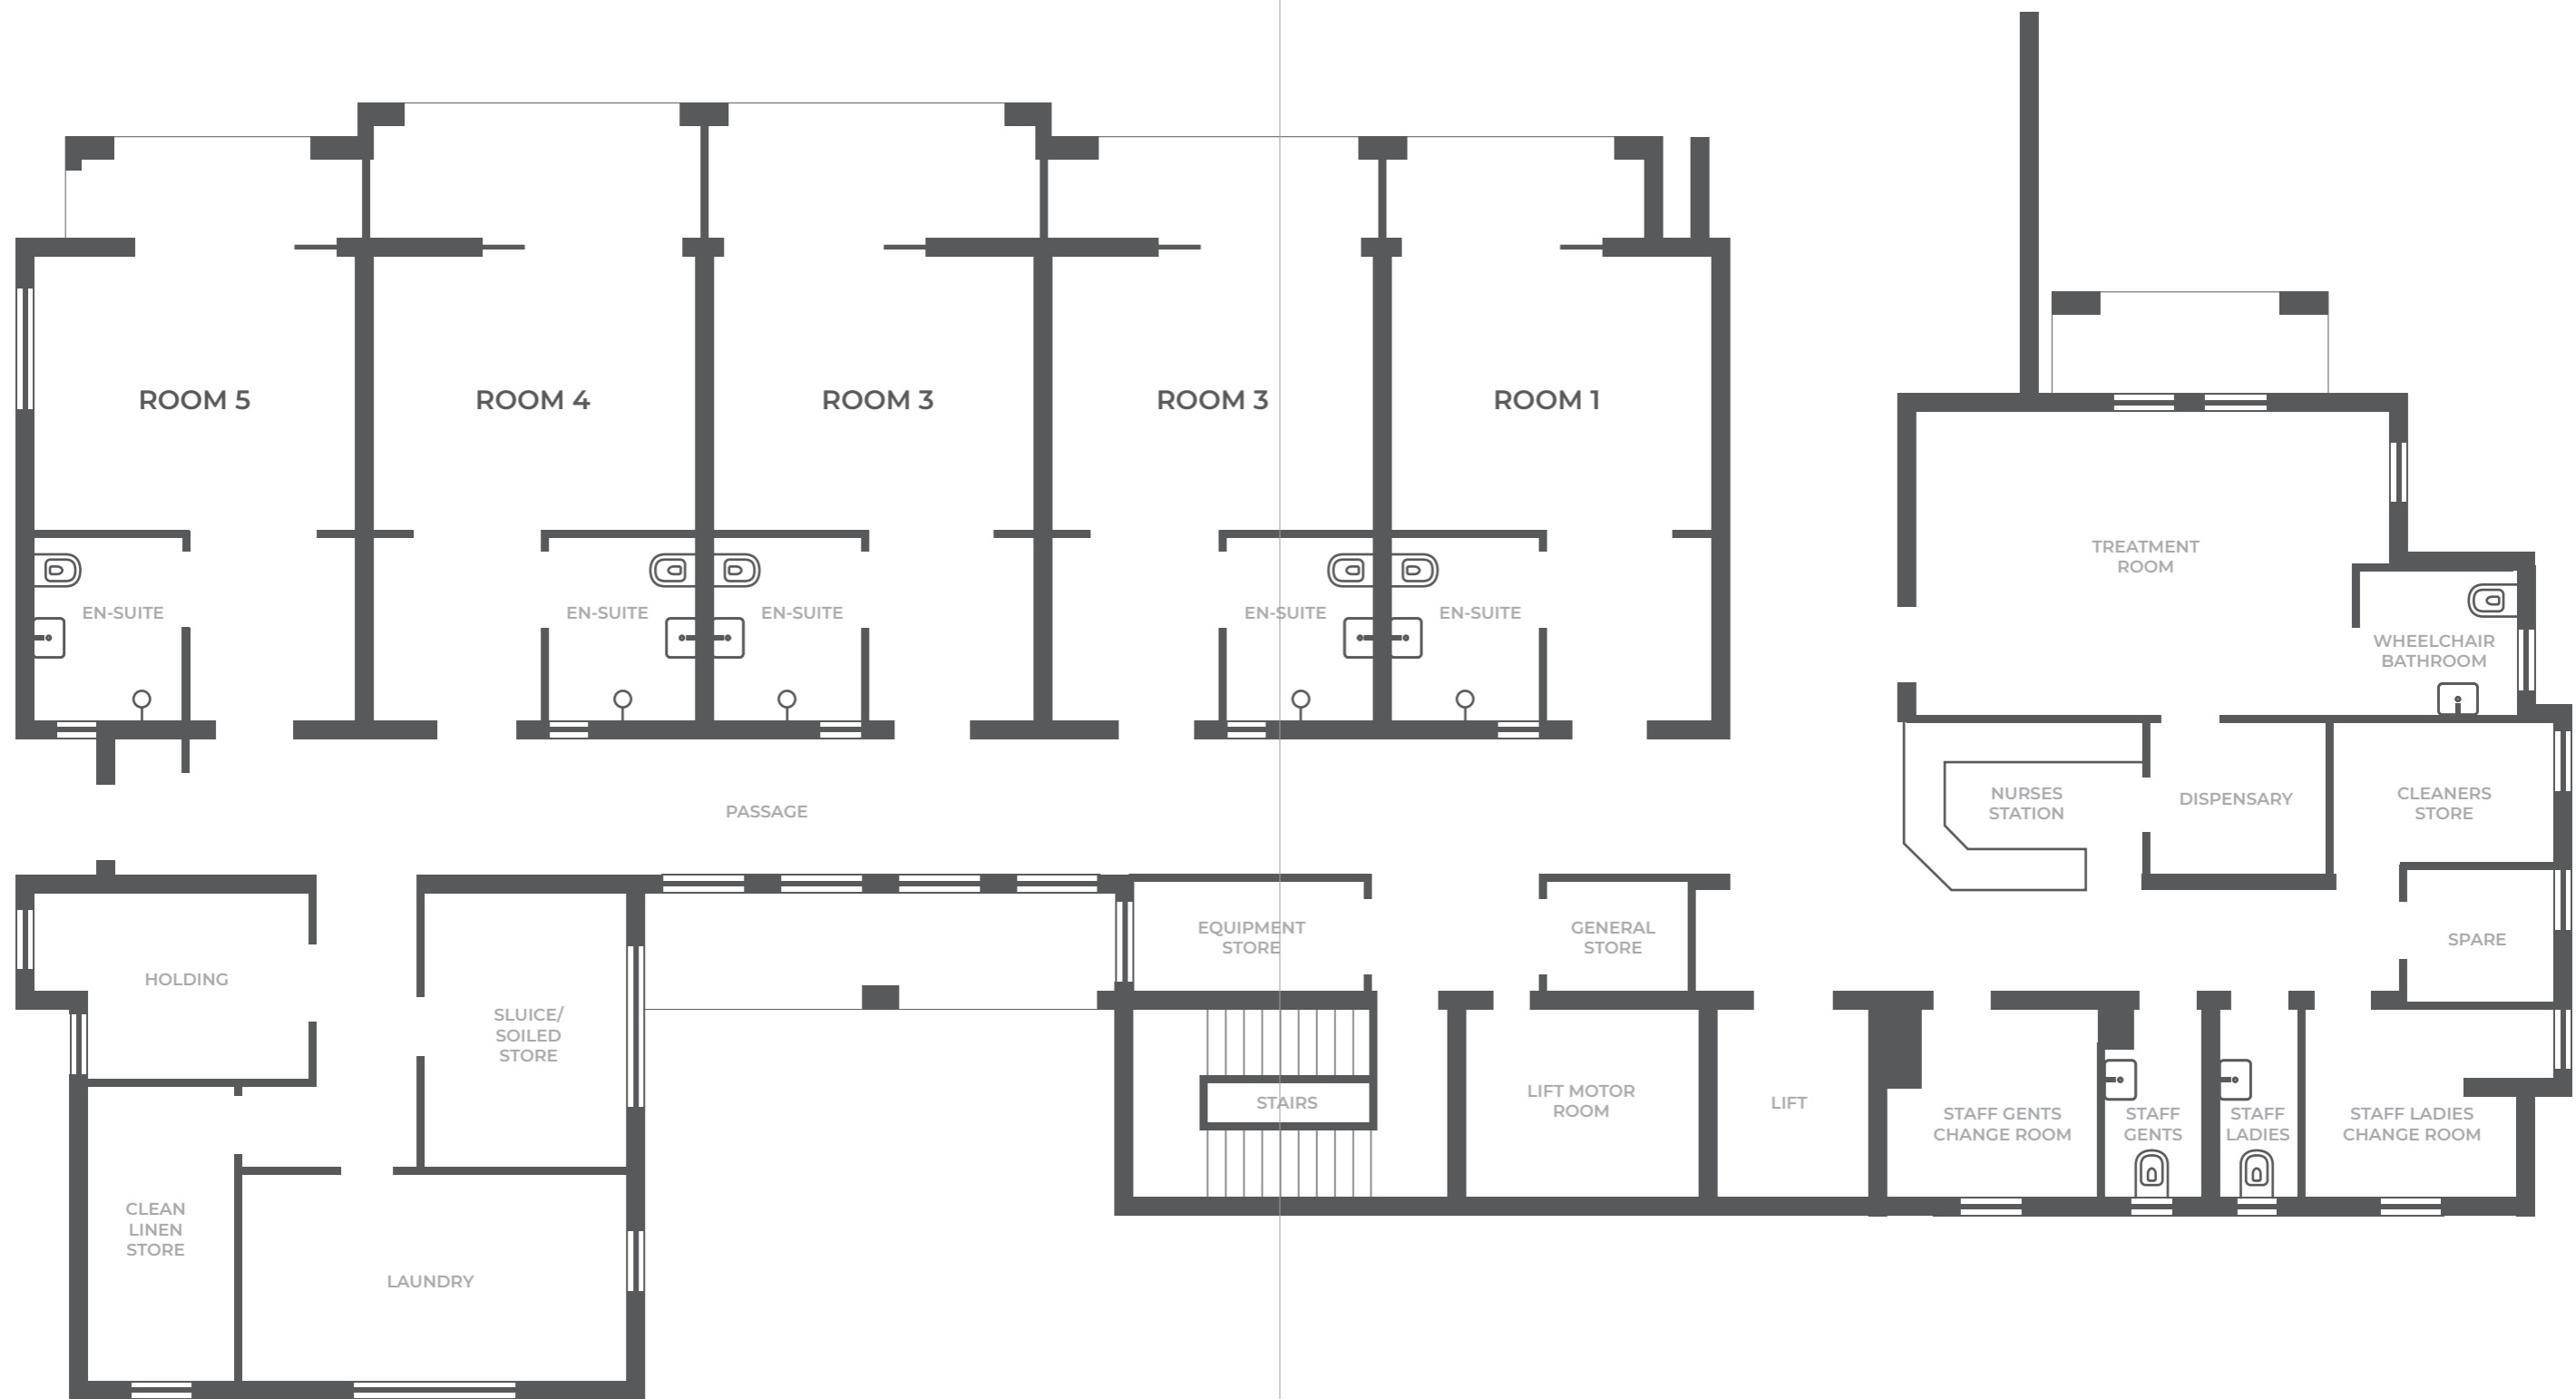 ROOM 5
ROOM 4
ROOM 3
ROOM 3
ROOM 1
TREATMENT
ROOM
EN-SUITE
EN-SUITE
EN-SUITE
EN-SUITE
EN-SUITE
WHEELCHAIR
BATHROOM
PASSAGE
NURSES
STATION
DISPENSARY
CLEANERS
STORE
EQUIPMENT
STORE
GENERAL
STORE
SPARE
HOLDING
SLUICE/
SOILED
STORE
STAIRS
LIFT MOTOR
ROOM
LIFT
STAFF GENTS
CHANGE ROOM
STAFF
GENTS
STAFF
LADIES
STAFF LADIES
CHANGE ROOM
CLEAN
LINEN
STORE
LAUNDRY